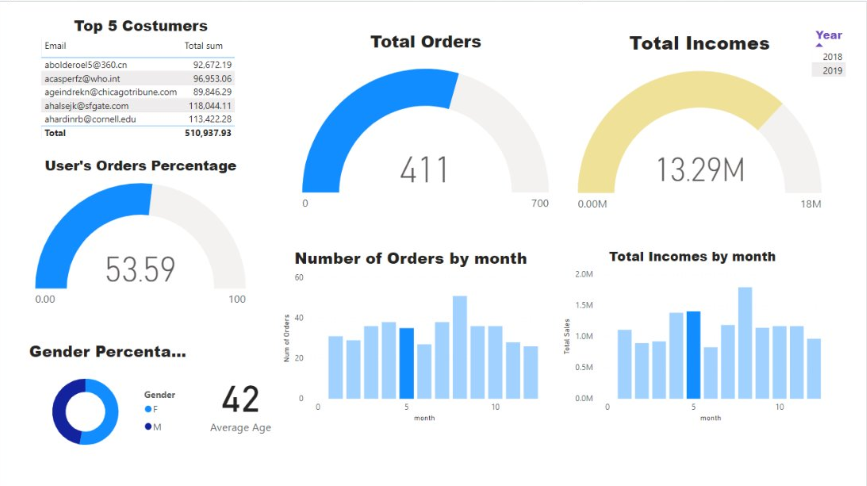 Top 5 Costumers
Email Total sum
abolderoel5@360.cn 92,672.19
acasperfz@who.int 96,953.06
ageindrekn@chicagotribune.com 89,846.29
ahalsejk@sfgate.com 118,044.11
ahardinrb@cornell.edu 113,422.28
Total 510,937.93
Total Orders
411
0 700
Total Incomes
13.29M
0.00M 18M
Year
2018
2019
User's Orders Percentage
53.59
0.00 100
Number of Orders by month
60
40
20
0
Num of Orders
0 5 10
month
Total Incomes by month
2.0M
1.5M
1.0M
0.5M
0.0M
Total Sales
0 5 10
month
Gender Percenta...
Gender
F
M
42
Average Age